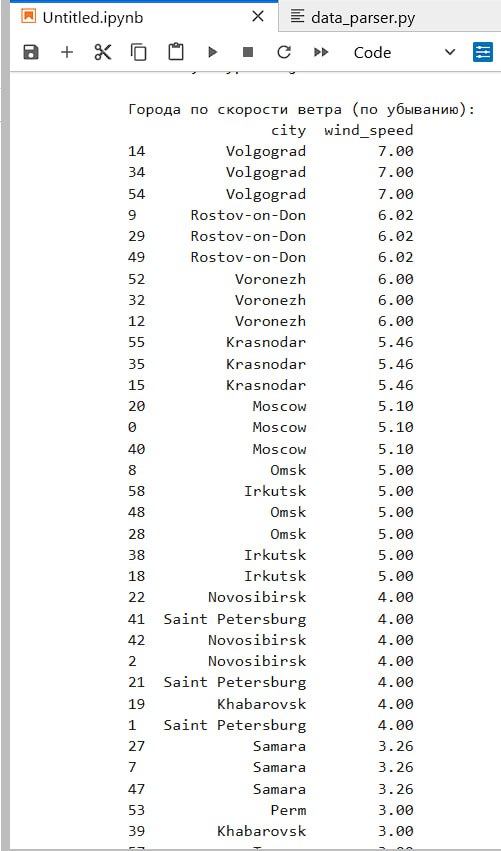 Untitled.ipynb
data_parser.py
Code
Города по скорости ветра (по убыванию):
city wind_speed
14 Volgograd 7.00
34 Volgograd 7.00
54 Volgograd 7.00
9 Rostov-on-Don 6.02
29 Rostov-on-Don 6.02
49 Rostov-on-Don 6.02
52 Voronezh 6.00
32 Voronezh 6.00
12 Voronezh 6.00
55 Krasnodar 5.46
35 Krasnodar 5.46
15 Krasnodar 5.46
20 Moscow 5.10
0 Moscow 5.10
40 Moscow 5.10
8 Omsk 5.00
58 Irkutsk 5.00
48 Omsk 5.00
28 Omsk 5.00
38 Irkutsk 5.00
18 Irkutsk 5.00
22 Novosibirsk 4.00
41 Saint Petersburg 4.00
42 Novosibirsk 4.00
2 Novosibirsk 4.00
21 Saint Petersburg 4.00
19 Khabarovsk 4.00
1 Saint Petersburg 4.00
27 Samara 3.26
7 Samara 3.26
47 Samara 3.26
53 Perm 3.00
39 Khabarovsk 3.00